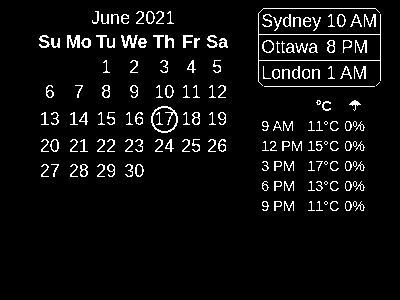 June 2021
Su Mo Tu We Th Fr Sa
1 2 3 4 5
6 7 8 9 10 11 12
13 14 15 16 17 18 19
20 21 22 23 24 25 26
27 28 29 30
Sydney 10 AM
Ottawa 8 PM
London 1 AM
°C ☂
9 AM 11°C 0%
12 PM 15°C 0%
3 PM 17°C 0%
6 PM 13°C 0%
9 PM 11°C 0%